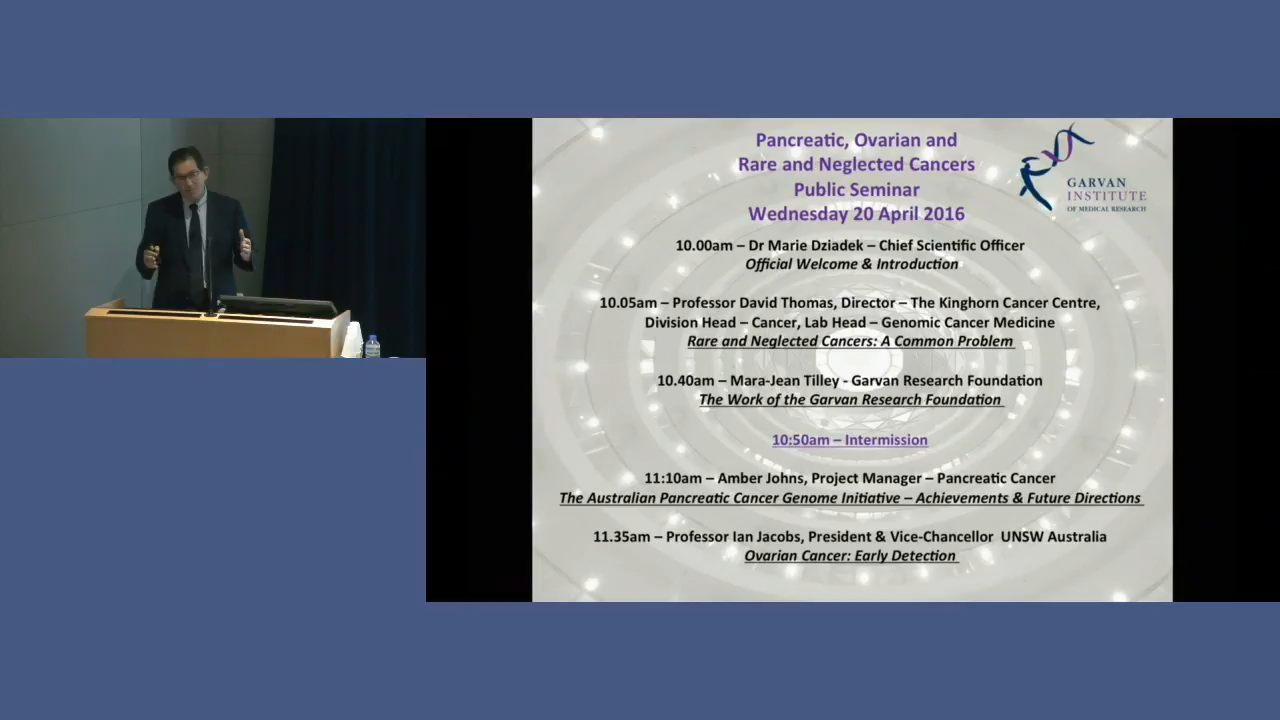 Pancreatic, Ovarian and
Rare and Neglected Cancers
Public Seminar
Wednesday 20 April 2016
GARVAN
INSTITUTE
OF MEDICAL RESEARCH
10.00am – Dr Marie Dziadek – Chief Scientific Officer
Official Welcome & Introduction
10.05am – Professor David Thomas, Director – The Kinghorn Cancer Centre,
Division Head – Cancer, Lab Head – Genomic Cancer Medicine
Rare and Neglected Cancers: A Common Problem
10.40am – Mara-Jean Tilley - Garvan Research Foundation
The Work of the Garvan Research Foundation
10:50am – Intermission
11:10am – Amber Johns, Project Manager – Pancreatic Cancer
The Australian Pancreatic Cancer Genome Initiative – Achievements & Future Directions
11.35am – Professor Ian Jacobs, President & Vice-Chancellor UNSW Australia
Ovarian Cancer: Early Detection